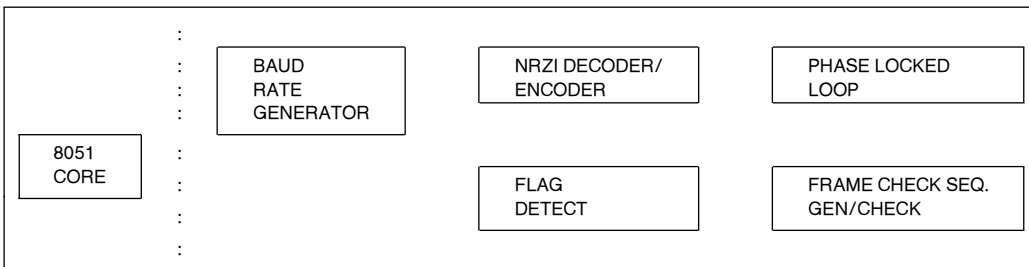 :
:
:
:
:
:
:
:
BAUD
RATE
GENERATOR
NRZI DECODER/
ENCODER
PHASE LOCKED
LOOP
8051
CORE
FLAG
DETECT
FRAME CHECK SEQ.
GEN/CHECK